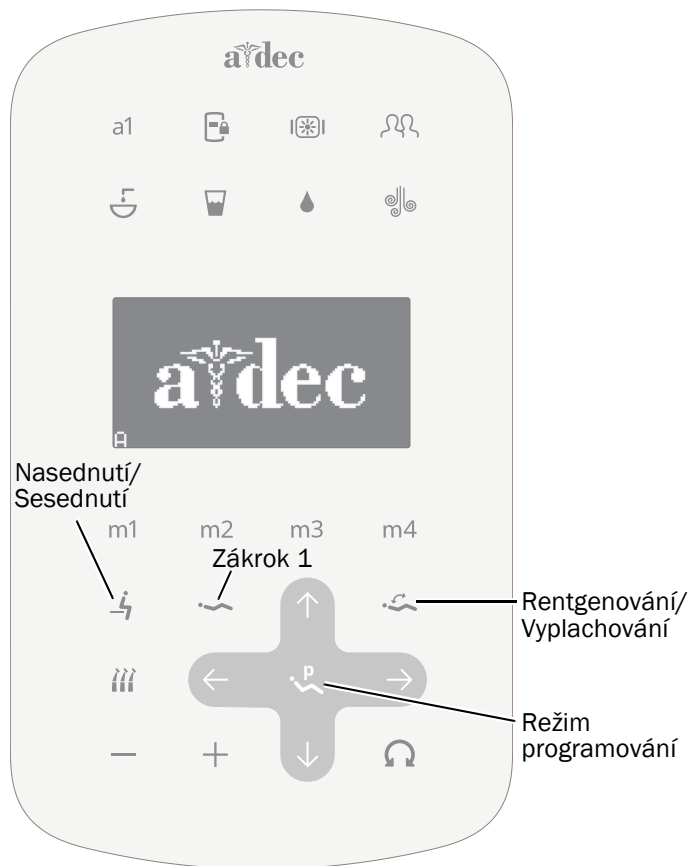 a dec
a1
a dec
A
Nasednutí/
Sesednutí
m1 m2 m3 m4
Zákrok 1
Rentgenování/
Vyplachování
p
Režim
programování